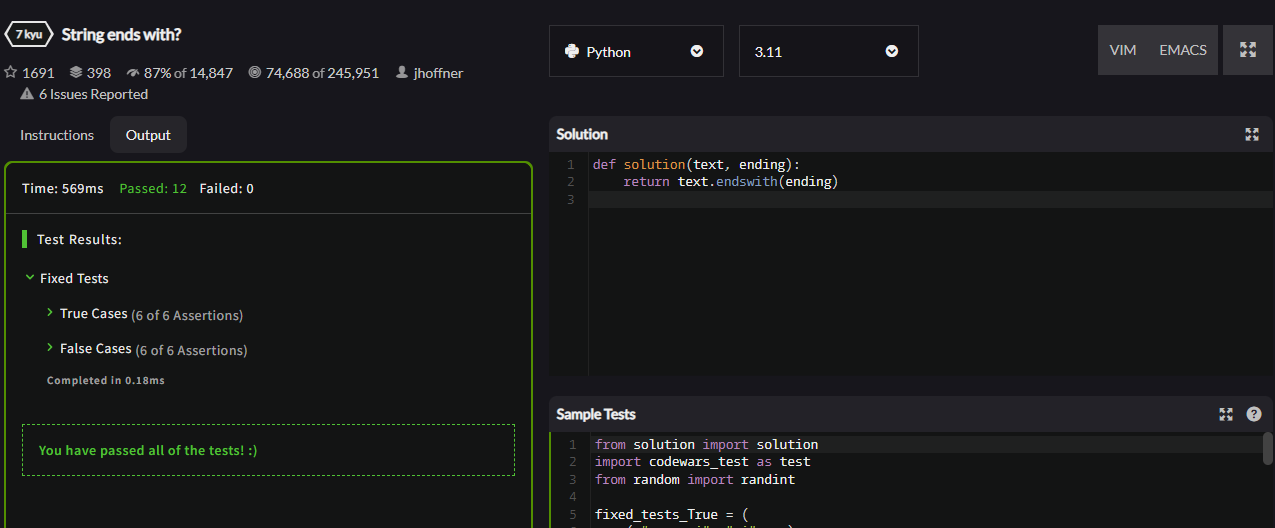 7 kyu String ends with?
1691 398 87% of 14,847 74,688 of 245,951 jhoffner
6 Issues Reported
Instructions Output
Time: 569ms Passed: 12 Failed: 0
Test Results:
Fixed Tests
True Cases (6 of 6 Assertions)
False Cases (6 of 6 Assertions)
Completed in 0.18ms
You have passed all of the tests! :)
Python 3.11 VIM EMACS
Solution
1 def solution(text, ending):
2 return text.endswith(ending)
3
Sample Tests ?
1 from solution import solution
2 import codewars_test as test
3 from random import randint
4
5 fixed_tests_True = (